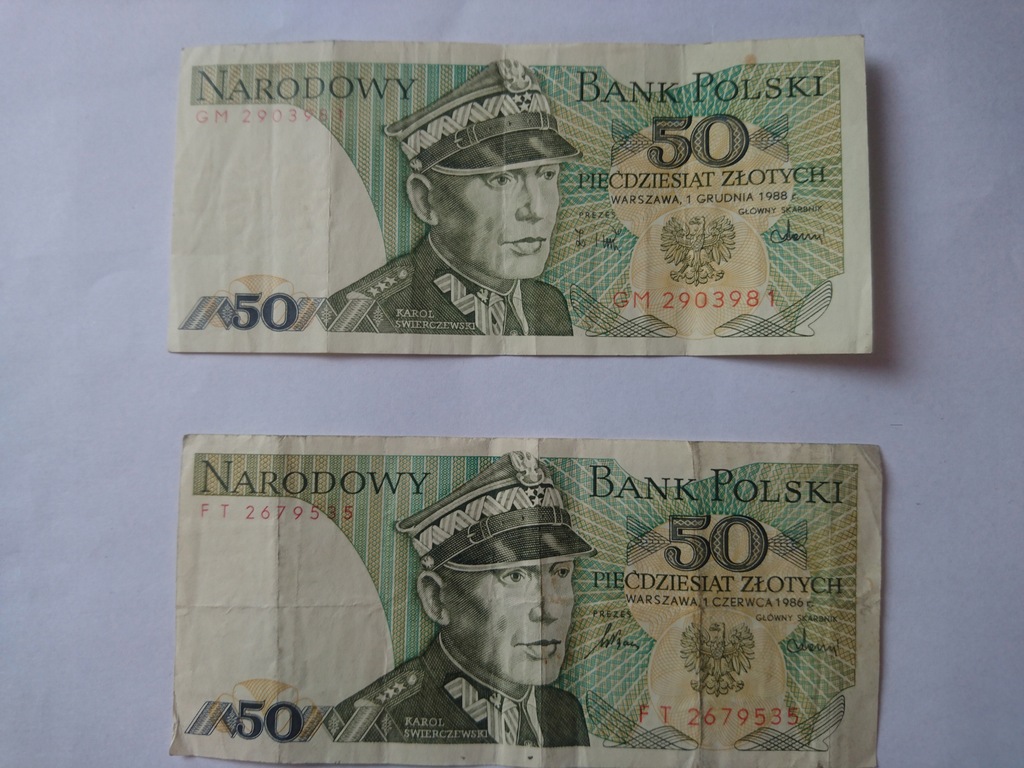 NARODOWY BANK POLSKI
GM 2903981
50
PIĘĆDZIESIĄT ZŁOTYCH
WARSZAWA, 1 GRUDNIA 1988 r.
PREZES GŁÓWNY SKARBNIK
GM 2903981
50
KAROL
ŚWIERCZEWSKI
NARODOWY BANK POLSKI
FT 2679535
50
PIĘĆDZIESIĄT ZŁOTYCH
WARSZAWA, 1 CZERWCA 1986 r.
PREZES GŁÓWNY SKARBNIK
FT 2679535
50
KAROL
ŚWIERCZEWSKI